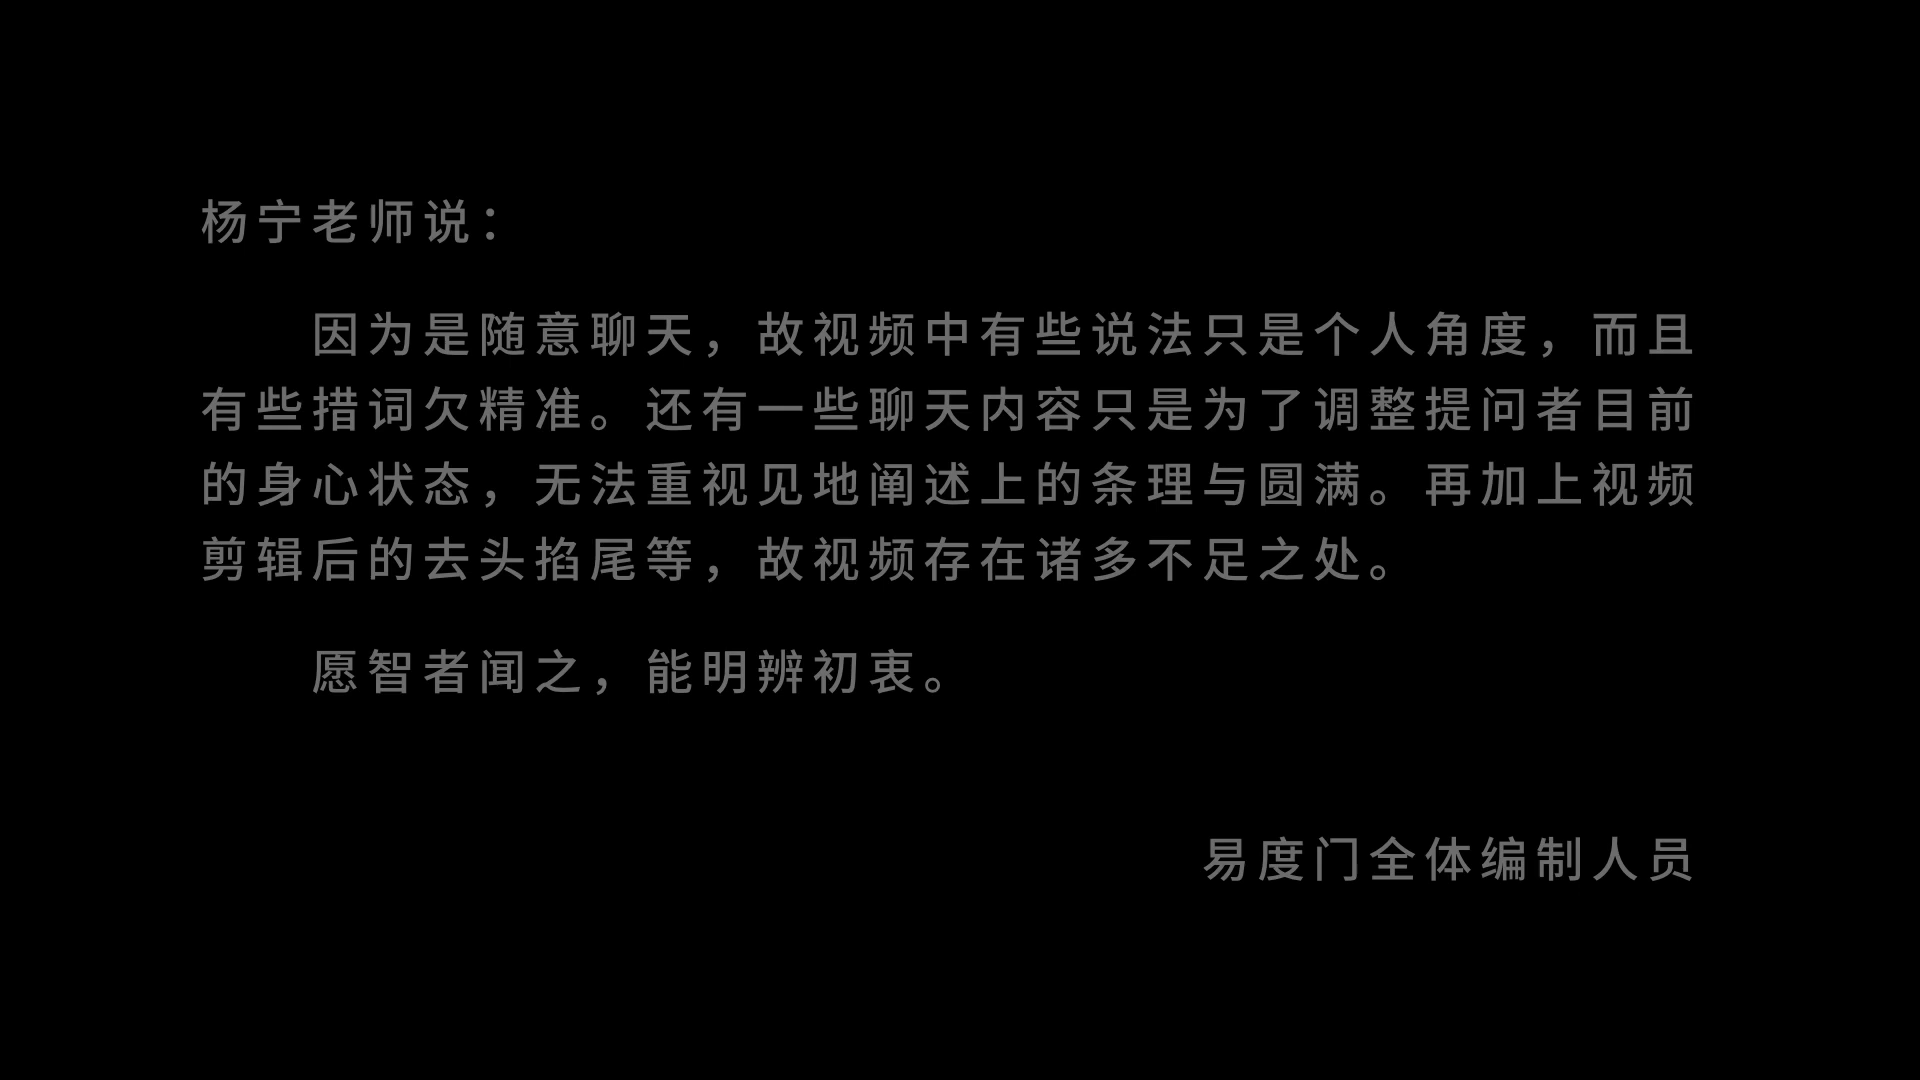 杨宁老师说：
因为是随意聊天，故视频中有些说法只是个人角度，而且
有些措词欠精准。还有一些聊天内容只是为了调整提问者目前
的身心状态，无法重视见地阐述上的条理与圆满。再加上视频
剪辑后的去头掐尾等，故视频存在诸多不足之处。
愿智者闻之，能明辨初衷。
易度门全体编制人员